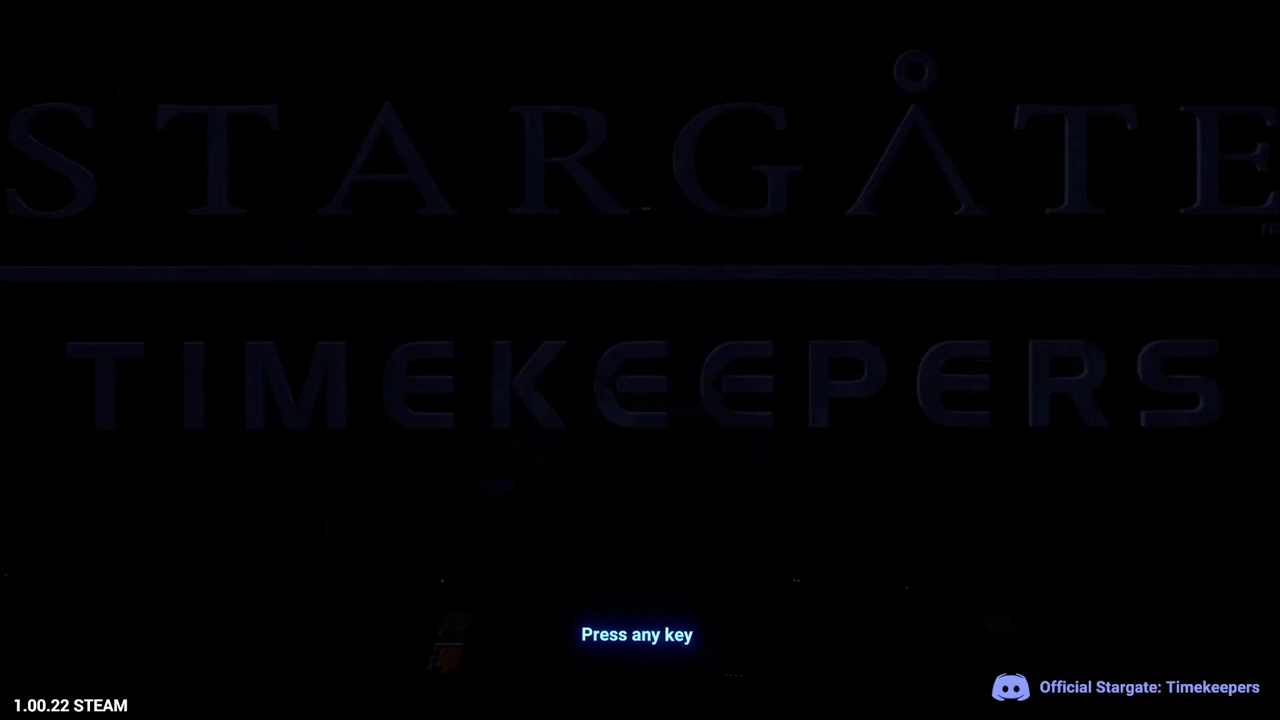 STARGATE
TIMEKEEPERS
Press any key
Official Stargate: Timekeepers
1.00.22 STEAM